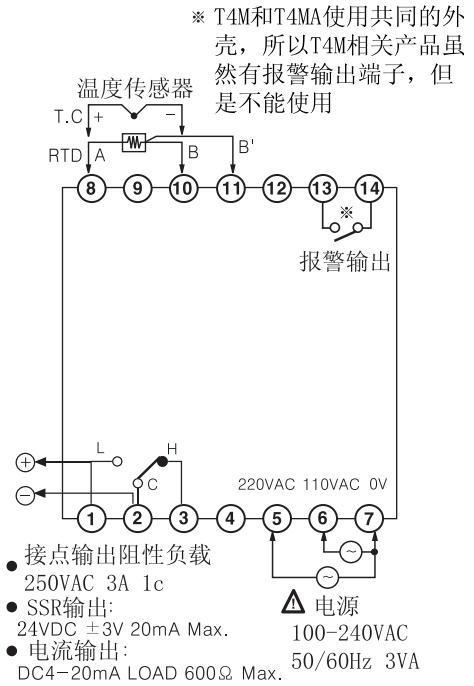 ※ T4M和T4MA使用共同的外
壳，所以T4M相关产品虽
然有报警输出端子，但
是不能使用
温度传感器
T.C + −
RTD A B B'
8 9 10 11 12 13 14
※
报警输出
L H
+
C
−
220VAC 110VAC 0V
1 2 3 4 5 6 7
● 接点输出阻性负载
250VAC 3A 1c
● SSR输出:
24VDC ±3V 20mA Max.
● 电流输出:
DC4-20mA LOAD 600Ω Max.
~
~
⚠ 电源
100-240VAC
50/60Hz 3VA